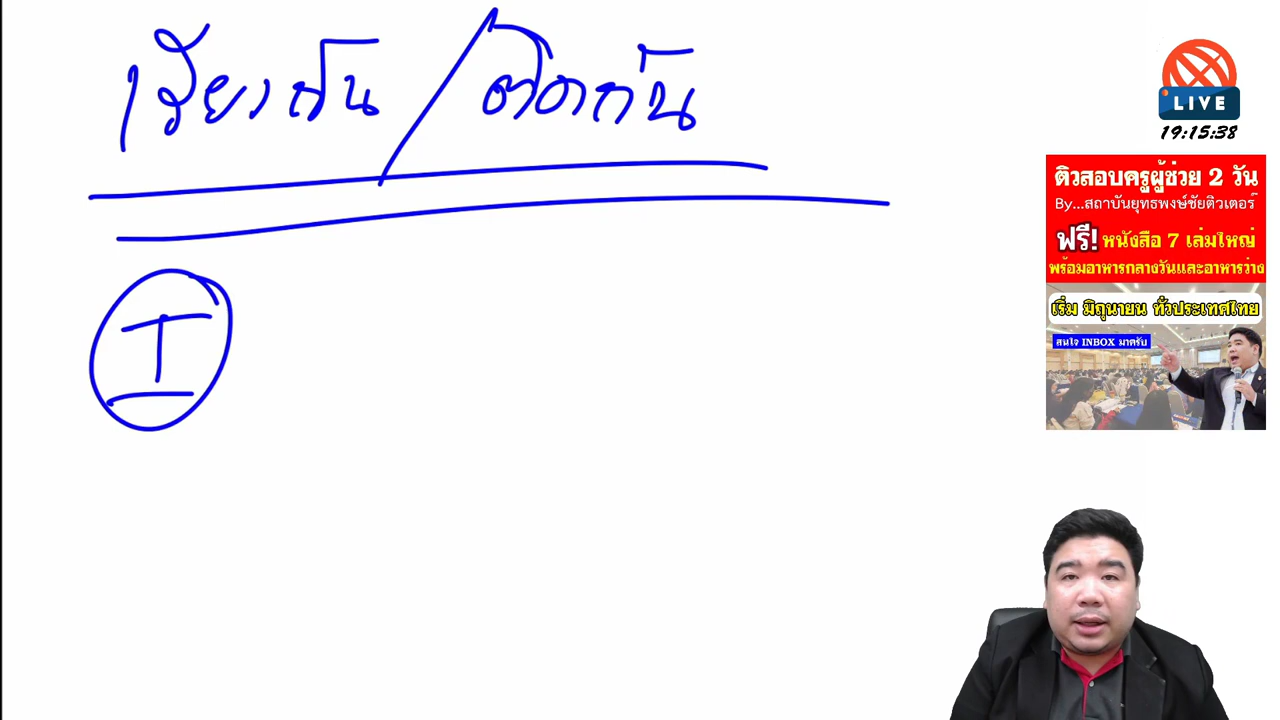 เรียงกัน / ติดกัน
I
LIVE
19:15:38
ติวสอบครูผู้ช่วย 2 วัน
By...สถาบันยุทธพงษ์ชัยติวเตอร์
ฟรี! หนังสือ 7 เล่มใหญ่
พร้อมอาหารกลางวันและอาหารว่าง
เริ่ม มิถุนายน ทั่วประเทศไทย
สนใจ INBOX มาครับ